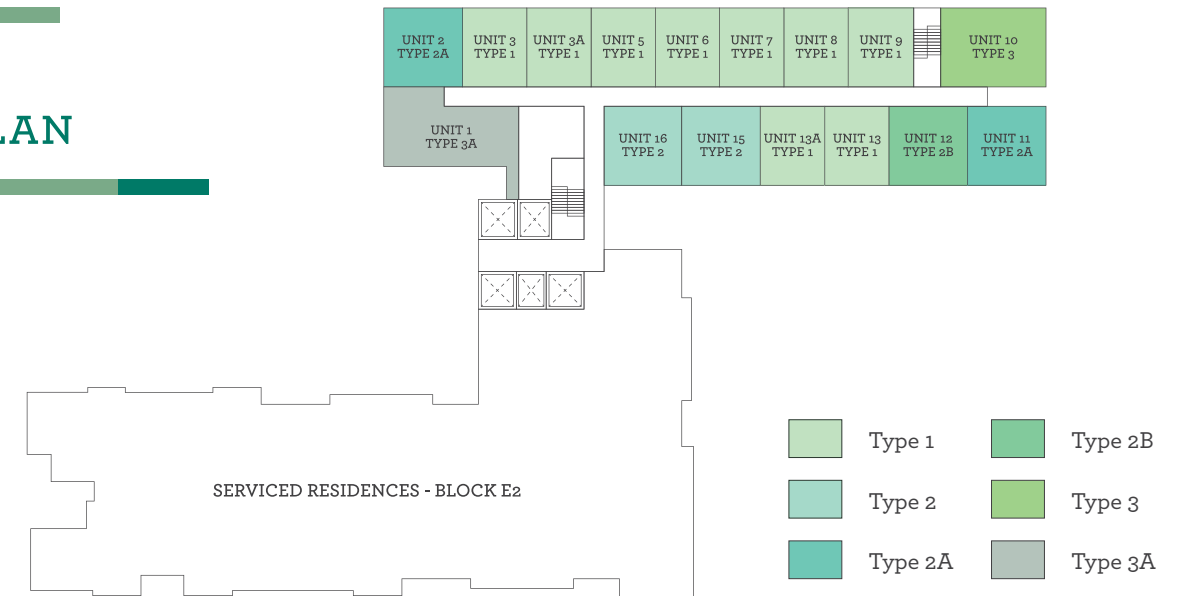 LAN
UNIT 2
TYPE 2A
UNIT 3
TYPE 1
UNIT 3A
TYPE 1
UNIT 5
TYPE 1
UNIT 6
TYPE 1
UNIT 7
TYPE 1
UNIT 8
TYPE 1
UNIT 9
TYPE 1
UNIT 10
TYPE 3
UNIT 1
TYPE 3A
UNIT 16
TYPE 2
UNIT 15
TYPE 2
UNIT 13A
TYPE 1
UNIT 13
TYPE 1
UNIT 12
TYPE 2B
UNIT 11
TYPE 2A
SERVICED RESIDENCES - BLOCK E2
Type 1
Type 2B
Type 2
Type 3
Type 2A
Type 3A